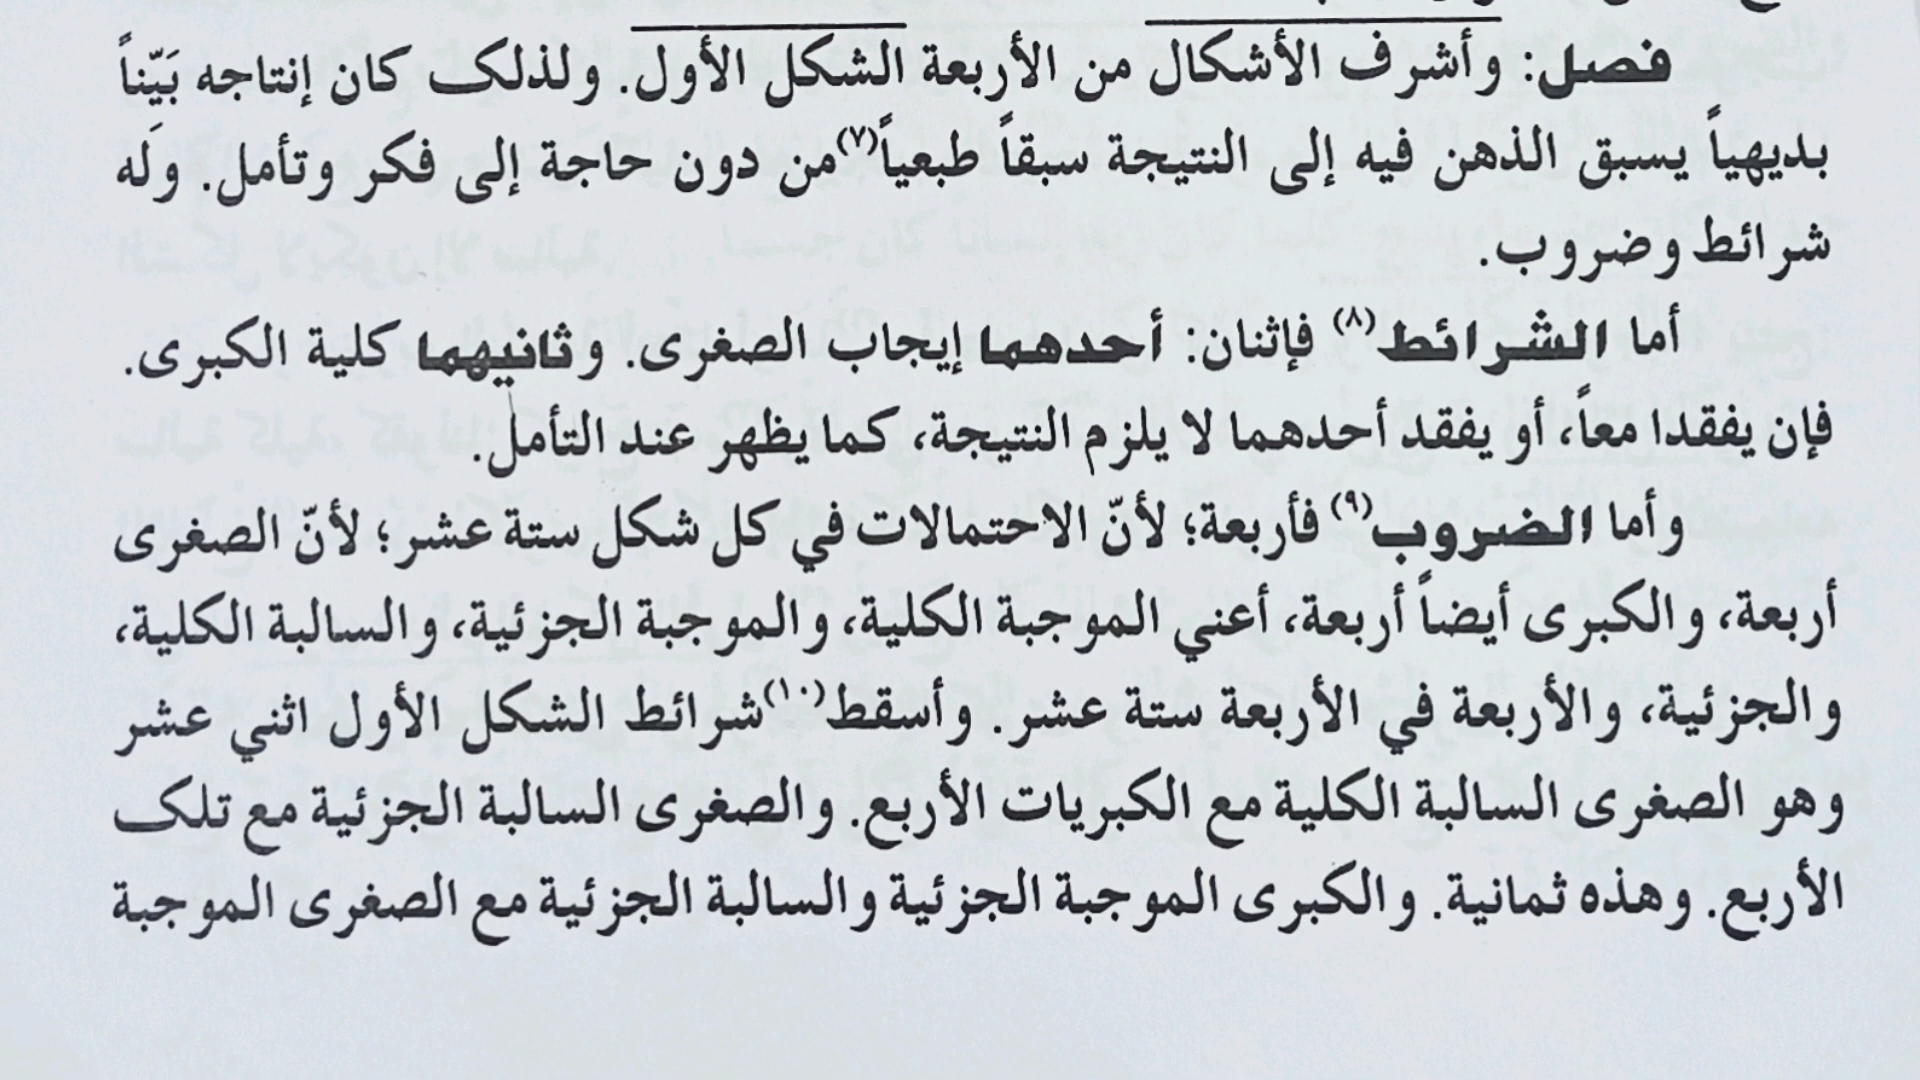 فصل: وأشرف الأشكال من الأربعة الشكل الأول. ولذلک كان إنتاجه بَيّناً
بديهياً يسبق الذهن فيه إلى النتيجة سبقاً طبعياً(٧)من دون حاجة إلى فكر وتأمل. ولَه
شرائط وضروب.
أما الشرائط(٨) فإثنان: أحدهما إيجاب الصغرى. وثانيهما كلية الكبرى.
فإن يفقدا معاً، أو يفقد أحدهما لا يلزم النتيجة، كما يظهر عند التأمل.
وأما الضروب(٩) فأربعة؛ لأنّ الاحتمالات في كل شكل ستة عشر؛ لأنّ الصغرى
أربعة، والكبرى أيضاً أربعة، أعني الموجبة الكلية، والموجبة الجزئية، والسالبة الكلية،
والجزئية، والأربعة في الأربعة ستة عشر. وأسقط(١٠)شرائط الشكل الأول اثني عشر
وهو الصغرى السالبة الكلية مع الكبريات الأربع. والصغرى السالبة الجزئية مع تلک
الأربع. وهذه ثمانية. والكبرى الموجبة الجزئية والسالبة الجزئية مع الصغرى الموجبة